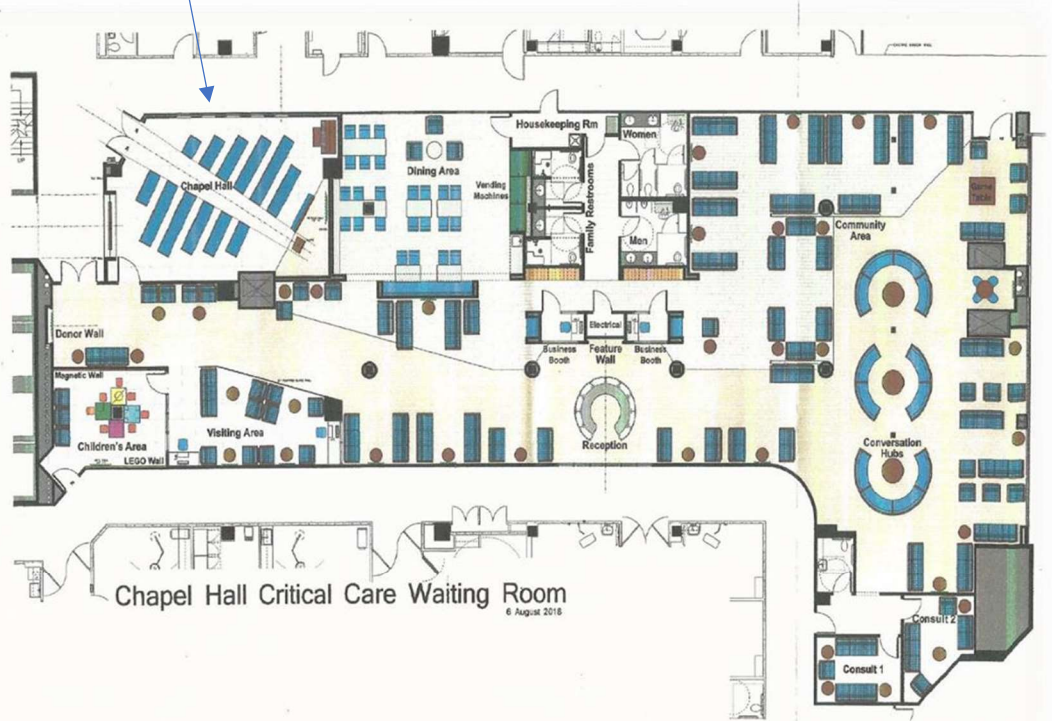 UP
Chapel Hall
Dining Area
Vending
Machines
Housekeeping Rm
Family Restrooms
Women
Men
Community
Area
Game
Table
Donor Wall
Business
Booth
Electrical
Feature
Wall
Business
Booth
Magnetic Wall
Children's Area
LEGO Wall
Visiting Area
Reception
Conversation
Hubs
Consult 2
Consult 1
Chapel Hall Critical Care Waiting Room
6 August 2018